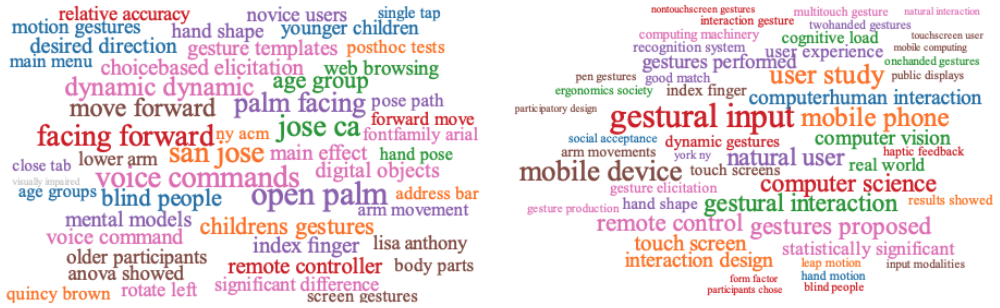 relative accuracy
novice users
single tap
motion gestures
hand shape
younger children
desired direction
gesture templates
posthoc tests
main menu
choicebased elicitation
web browsing
dynamic dynamic
age group
move forward
palm facing
pose path
facing forward
ny acm
jose ca
forward move
fontfamily arial
close tab
lower arm
san jose
main effect
hand pose
visually impaired
voice commands
digital objects
age groups
blind people
open palm
address bar
arm movement
mental models
childrens gestures
voice command
index finger
lisa anthony
older participants
anova showed
remote controller
body parts
quincy brown
rotate left
significant difference
screen gestures
nontouchscreen gestures
multitouch gesture
natural interaction
interaction gesture
twohanded gestures
computing machinery
cognitive load
touchscreen user
recognition system
user experience
mobile computing
gestures performed
onehanded gestures
pen gestures
good match
user study
public displays
ergonomics society
index finger
computerhuman interaction
participatory design
gestural input
mobile phone
social acceptance
dynamic gestures
computer vision
arm movements
york ny
natural user
haptic feedback
mobile device
touch screens
real world
gesture elicitation
computer science
gesture production
hand shape
gestural interaction
results showed
remote control
gestures proposed
touch screen
statistically significant
interaction design
leap motion
input modalities
form factor
hand motion
participants chose
blind people